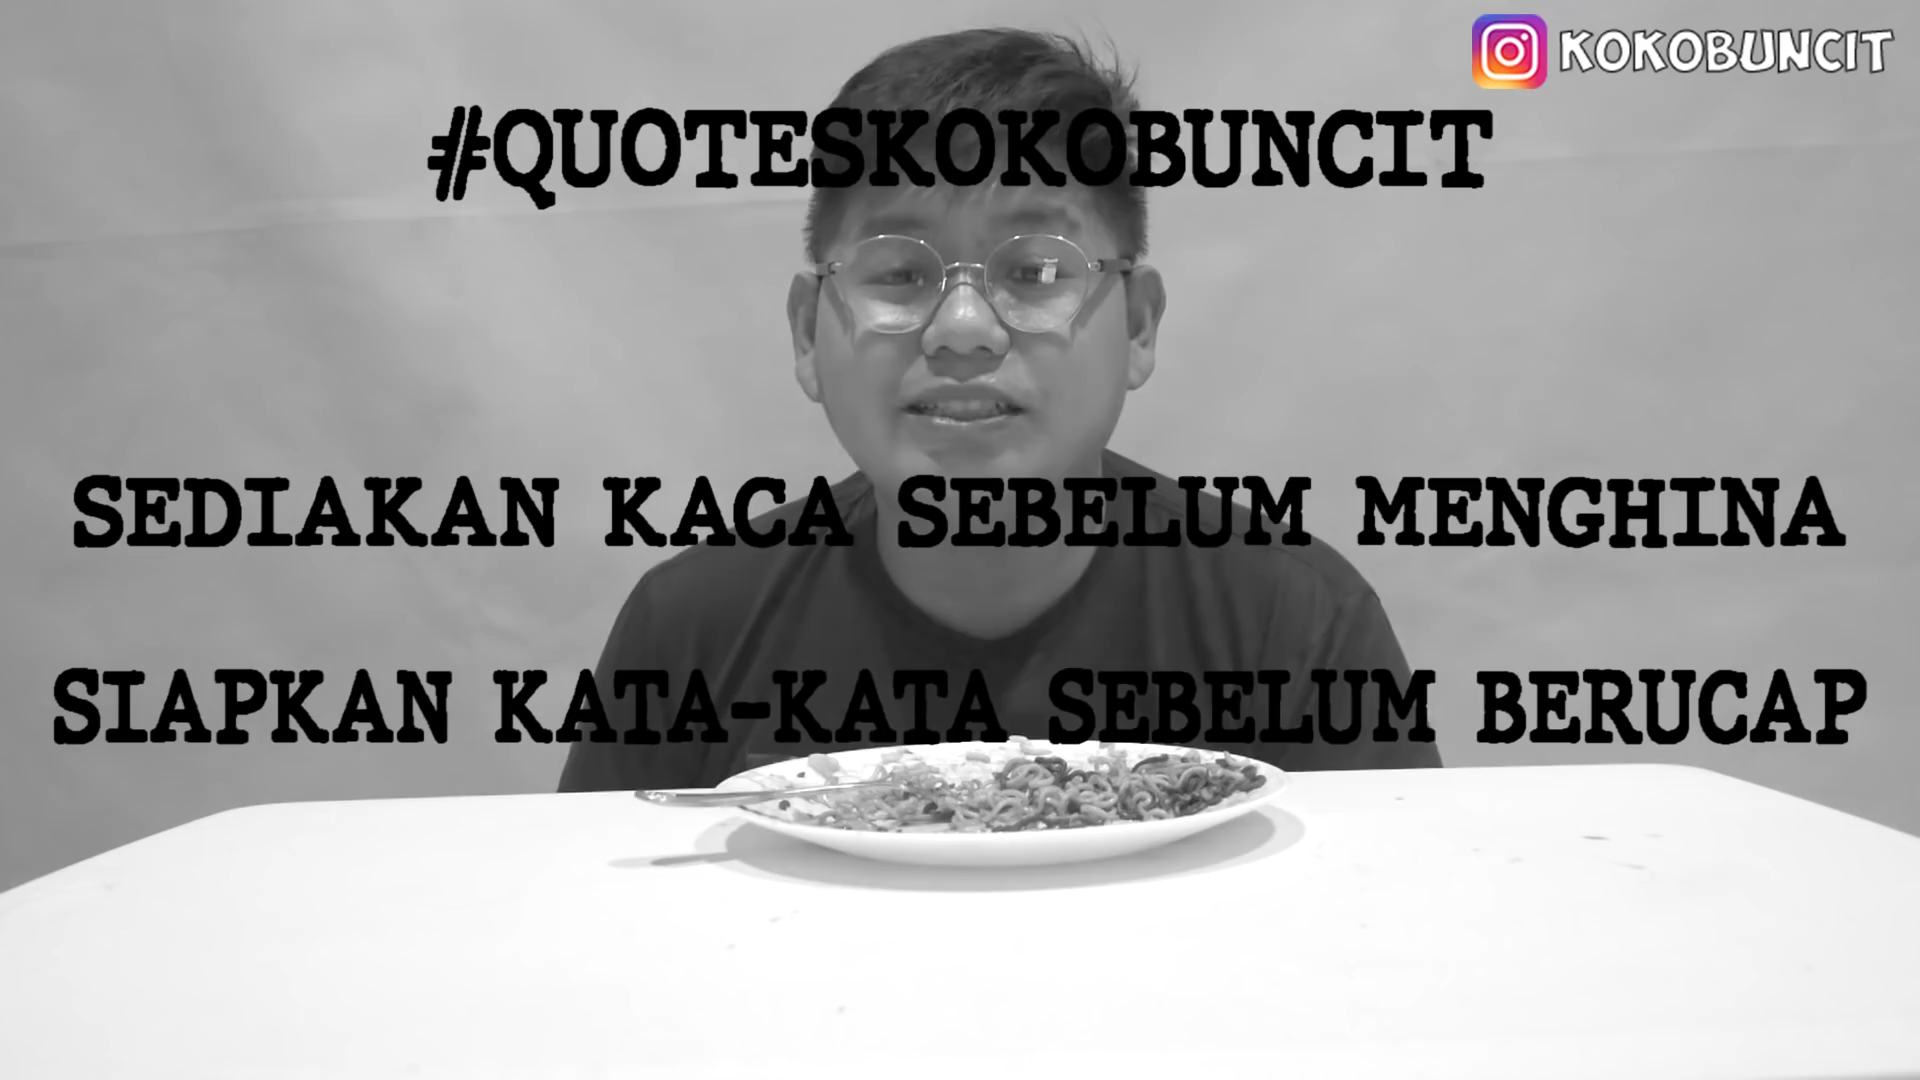 KOKOBUNCIT
#QUOTESKOKOBUNCIT
SEDIAKAN KACA SEBELUM MENGHINA
SIAPKAN KATA-KATA SEBELUM BERUCAP